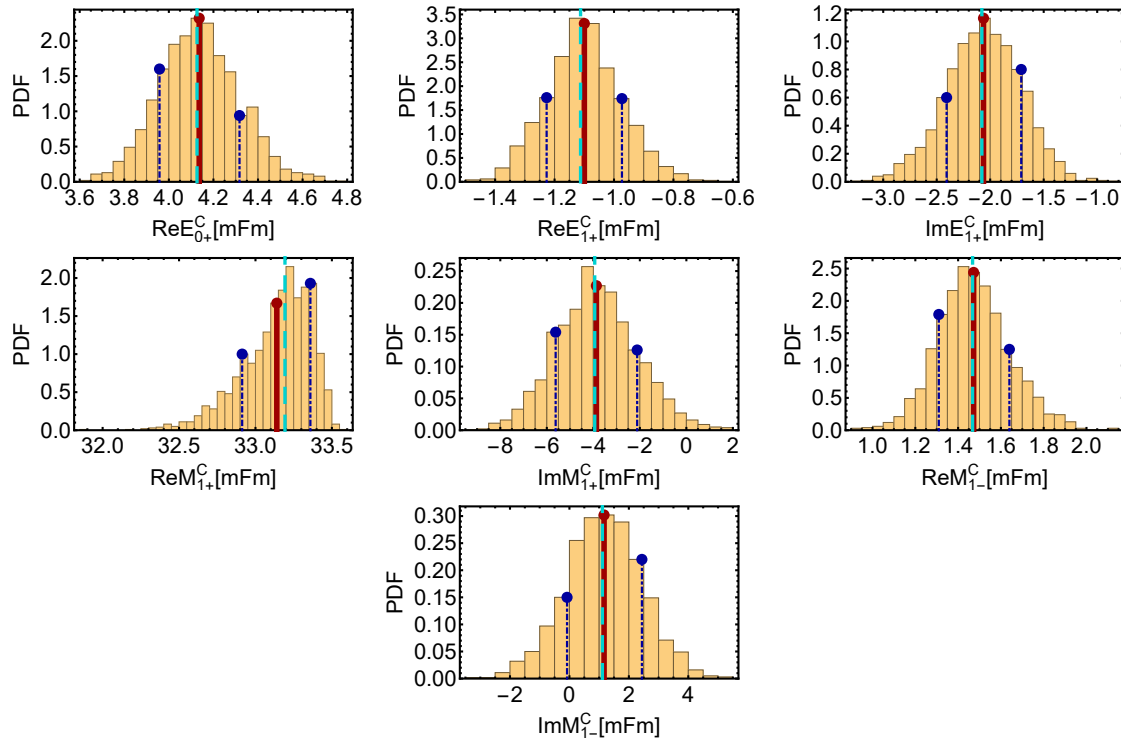 PDF
2.0
1.5
1.0
0.5
0.0
3.6 3.8 4.0 4.2 4.4 4.6 4.8
ReE^C_{0+}[mFm]
PDF
3.5
3.0
2.5
2.0
1.5
1.0
0.5
0.0
−1.4 −1.2 −1.0 −0.8 −0.6
ReE^C_{1+}[mFm]
PDF
1.2
1.0
0.8
0.6
0.4
0.2
0.0
−3.0 −2.5 −2.0 −1.5 −1.0
ImE^C_{1+}[mFm]
PDF
2.0
1.5
1.0
0.5
0.0
32.0 32.5 33.0 33.5
ReM^C_{1+}[mFm]
PDF
0.25
0.20
0.15
0.10
0.05
0.00
−8 −6 −4 −2 0 2
ImM^C_{1+}[mFm]
PDF
2.5
2.0
1.5
1.0
0.5
0.0
1.0 1.2 1.4 1.6 1.8 2.0
ReM^C_{1−}[mFm]
PDF
0.30
0.25
0.20
0.15
0.10
0.05
0.00
−2 0 2 4
ImM^C_{1−}[mFm]